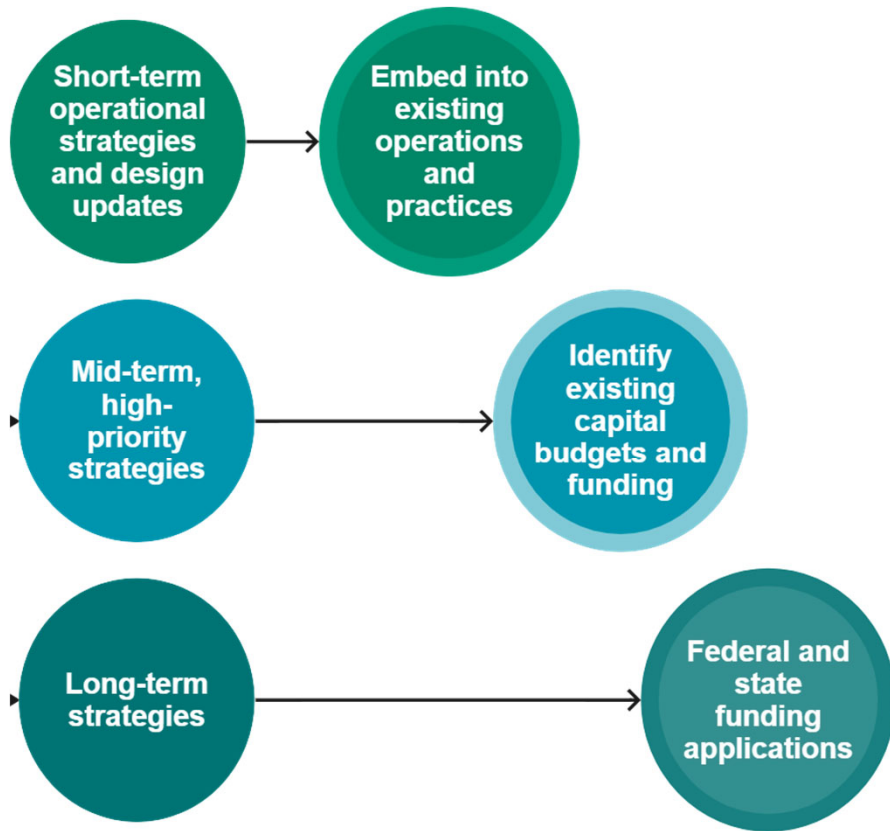 Short-term
operational
strategies
and design
updates
Embed into
existing
operations
and
practices
Mid-term,
high-
priority
strategies
Identify
existing
capital
budgets and
funding
Long-term
strategies
Federal and
state
funding
applications